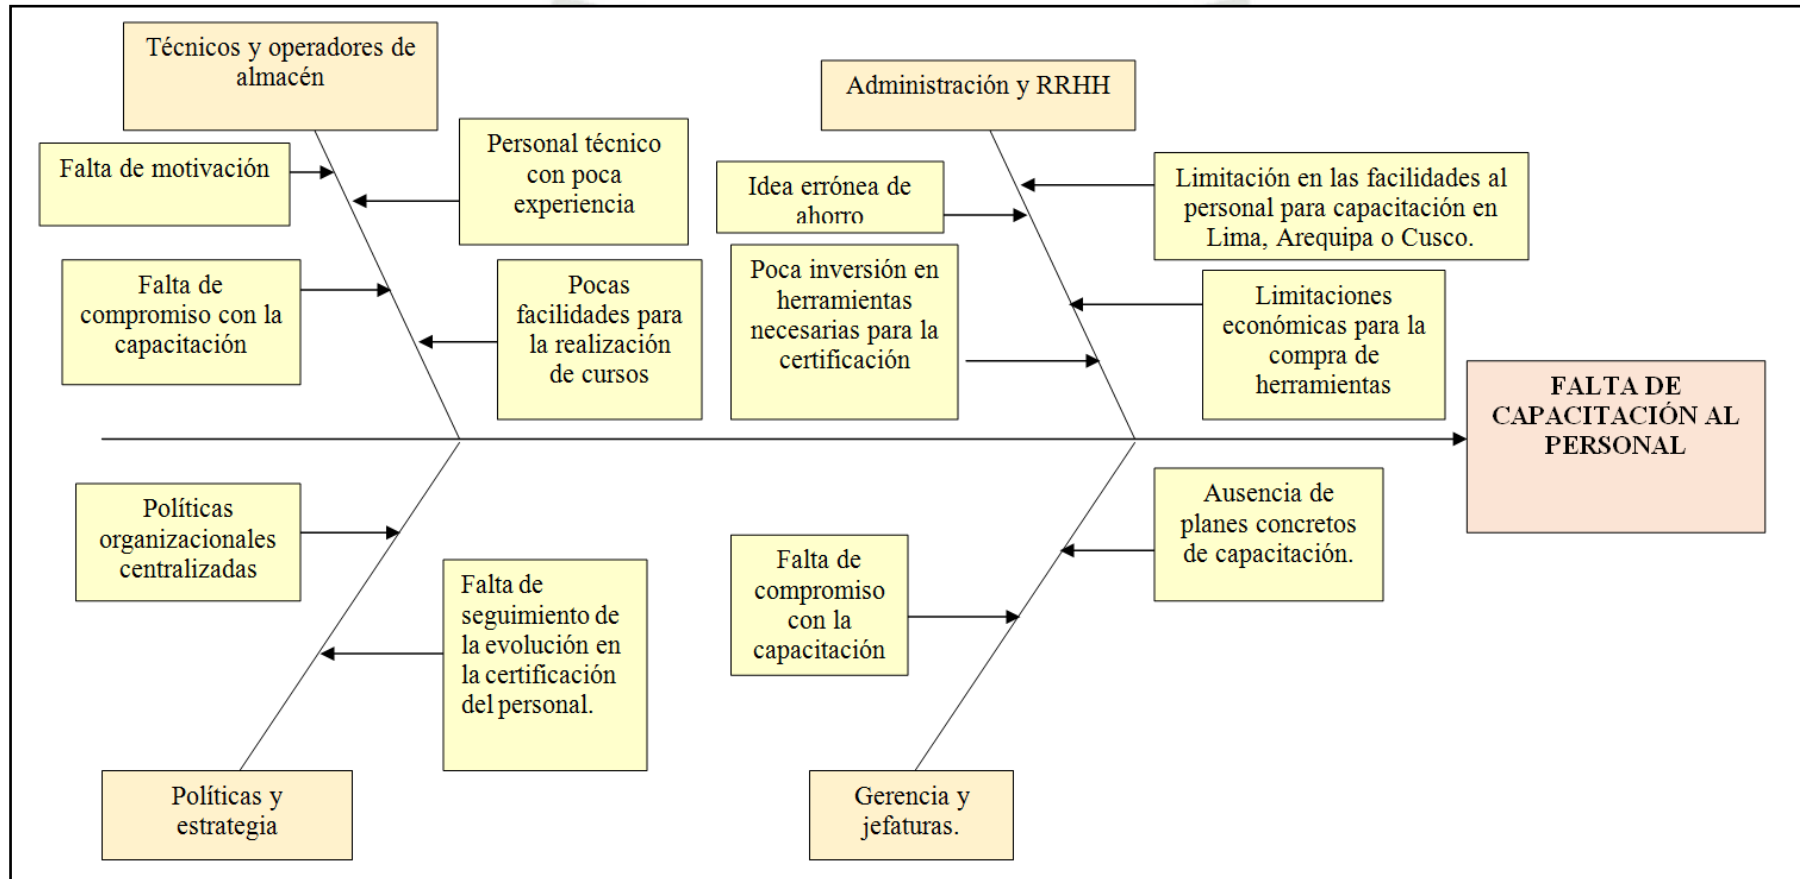 Técnicos y operadores de
almacén
Administración y RRHH
Falta de motivación
Personal técnico
con poca
experiencia
Idea errónea de
ahorro
Limitación en las facilidades al
personal para capacitación en
Lima, Arequipa o Cusco.
Falta de
compromiso con la
capacitación
Pocas
facilidades para
la realización
de cursos
Poca inversión en
herramientas
necesarias para la
certificación
Limitaciones
económicas para la
compra de
herramientas
FALTA DE
CAPACITACIÓN AL
PERSONAL
Políticas
organizacionales
centralizadas
Falta de
seguimiento de
la evolución en
la certificación
del personal.
Falta de
compromiso
con la
capacitación
Ausencia de
planes concretos
de capacitación.
Políticas y
estrategia
Gerencia y
jefaturas.